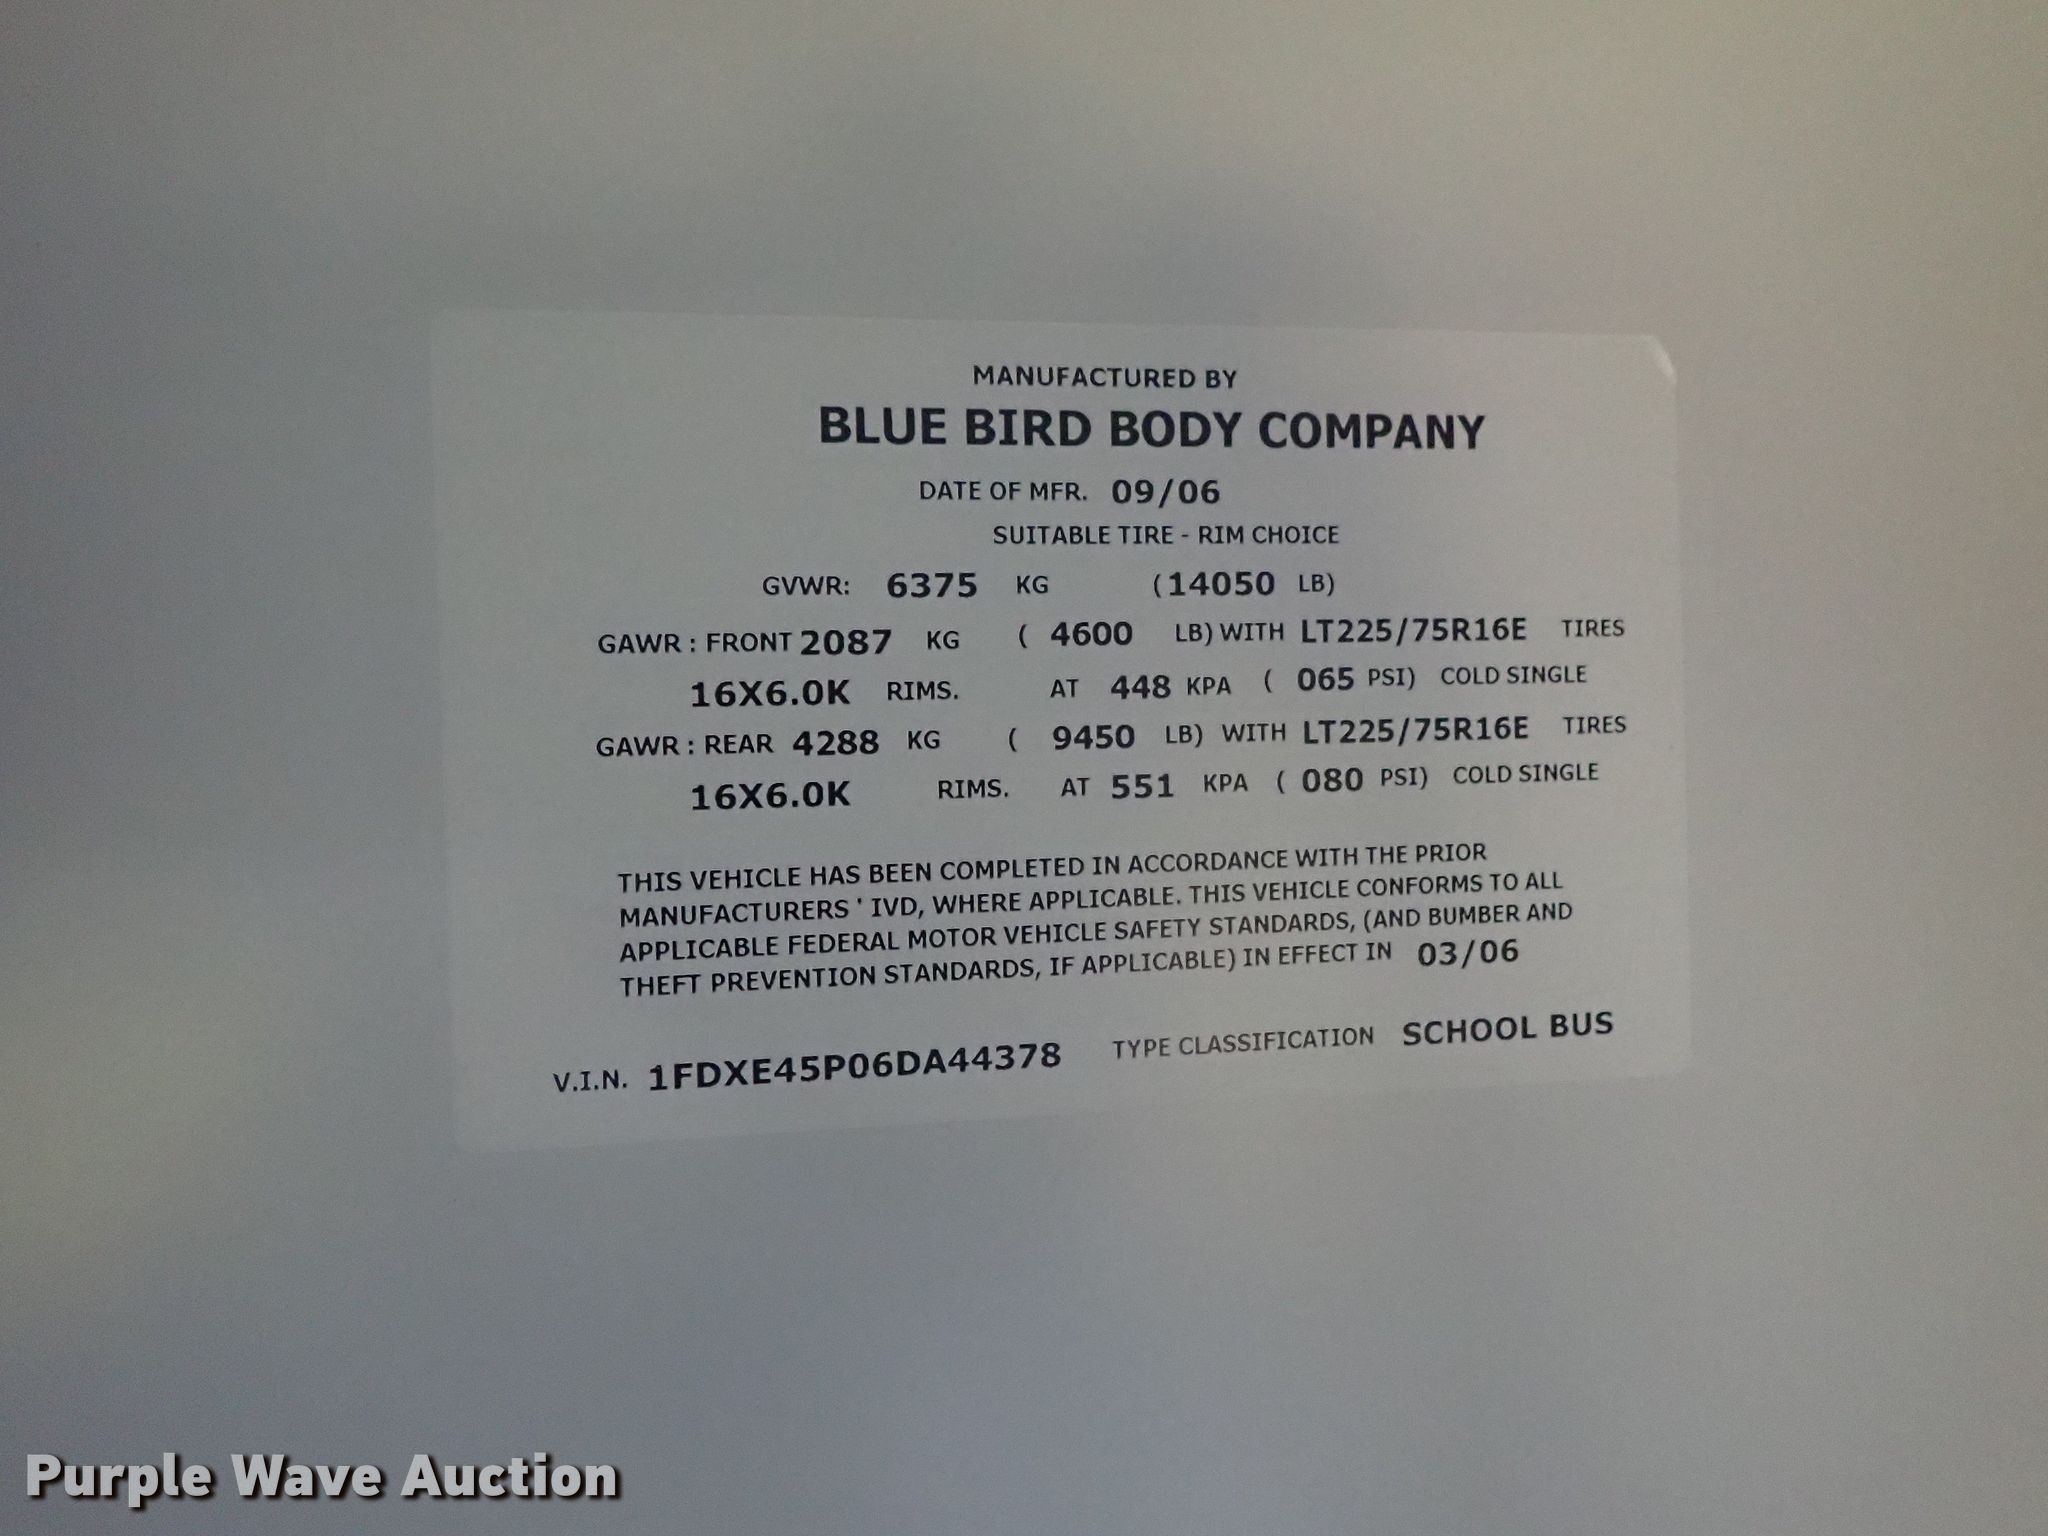 MANUFACTURED BY
BLUE BIRD BODY COMPANY
DATE OF MFR. 09/06
SUITABLE TIRE - RIM CHOICE
GVWR: 6375 KG (14050 LB)
GAWR : FRONT 2087 KG ( 4600 LB) WITH LT225/75R16E TIRES
16X6.0K RIMS. AT 448 KPA ( 065 PSI) COLD SINGLE
GAWR : REAR 4288 KG ( 9450 LB) WITH LT225/75R16E TIRES
16X6.0K RIMS. AT 551 KPA ( 080 PSI) COLD SINGLE
THIS VEHICLE HAS BEEN COMPLETED IN ACCORDANCE WITH THE PRIOR
MANUFACTURERS ' IVD, WHERE APPLICABLE. THIS VEHICLE CONFORMS TO ALL
APPLICABLE FEDERAL MOTOR VEHICLE SAFETY STANDARDS, (AND BUMBER AND
THEFT PREVENTION STANDARDS, IF APPLICABLE) IN EFFECT IN 03/06
V.I.N. 1FDXE45P06DA44378 TYPE CLASSIFICATION SCHOOL BUS
Purple Wave Auction